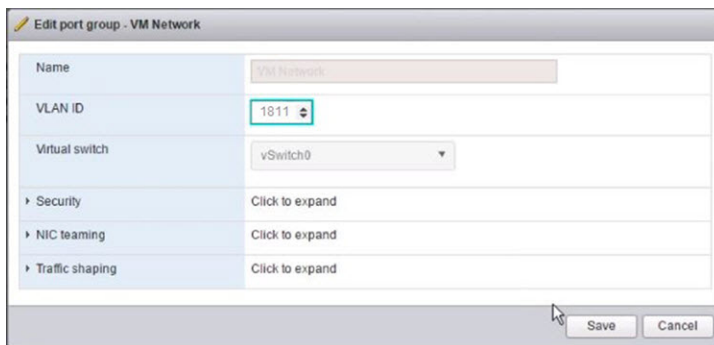 Edit port group - VM Network
Name VM Network
VLAN ID 1811
Virtual switch vSwitch0
Security Click to expand
NIC teaming Click to expand
Traffic shaping Click to expand
Save Cancel